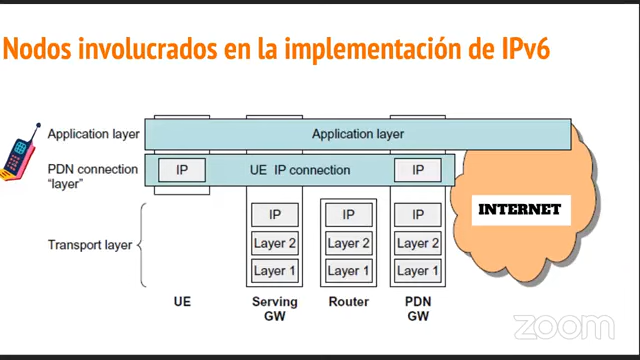 Nodos involucrados en la implementación de IPv6
Application layer
Application layer
PDN connection
"layer"
IP
UE IP connection
IP
INTERNET
Transport layer
IP
IP
IP
Layer 2
Layer 2
Layer 2
Layer 1
Layer 1
Layer 1
UE
Serving
GW
Router
PDN
GW
zoom